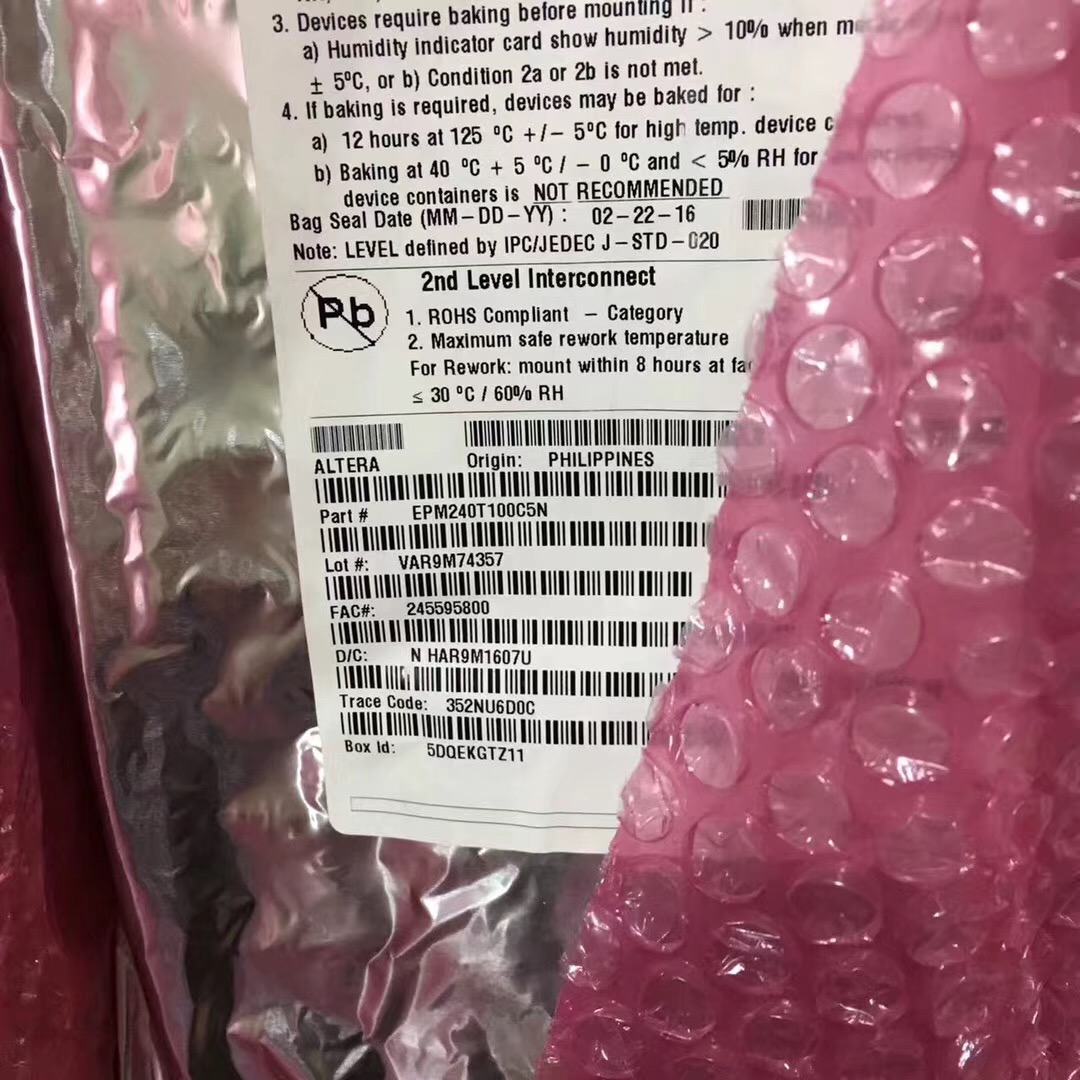 3. Devices require baking before mounting if :
a) Humidity indicator card show humidity > 10% when
± 5ºC, or b) Condition 2a or 2b is not met.
4. If baking is required, devices may be baked for :
a) 12 hours at 125 ºC +/- 5ºC for high temp. device
b) Baking at 40 ºC + 5 ºC / - 0 ºC and < 5% RH for
device containers is NOT RECOMMENDED
Bag Seal Date (MM-DD-YY) : 02-22-16
Note: LEVEL defined by IPC/JEDEC J-STD-020
Pb
2nd Level Interconnect
1. ROHS Compliant - Category
2. Maximum safe rework temperature
For Rework: mount within 8 hours at
≤ 30 ºC / 60% RH
ALTERA Origin: PHILIPPINES
Part # EPM240T100C5N
Lot #: VAR9M74357
FAC#: 245595800
D/C: N HAR9M1607U
Trace Code: 352NU6D0C
Box Id: 5DQEKGTZ11